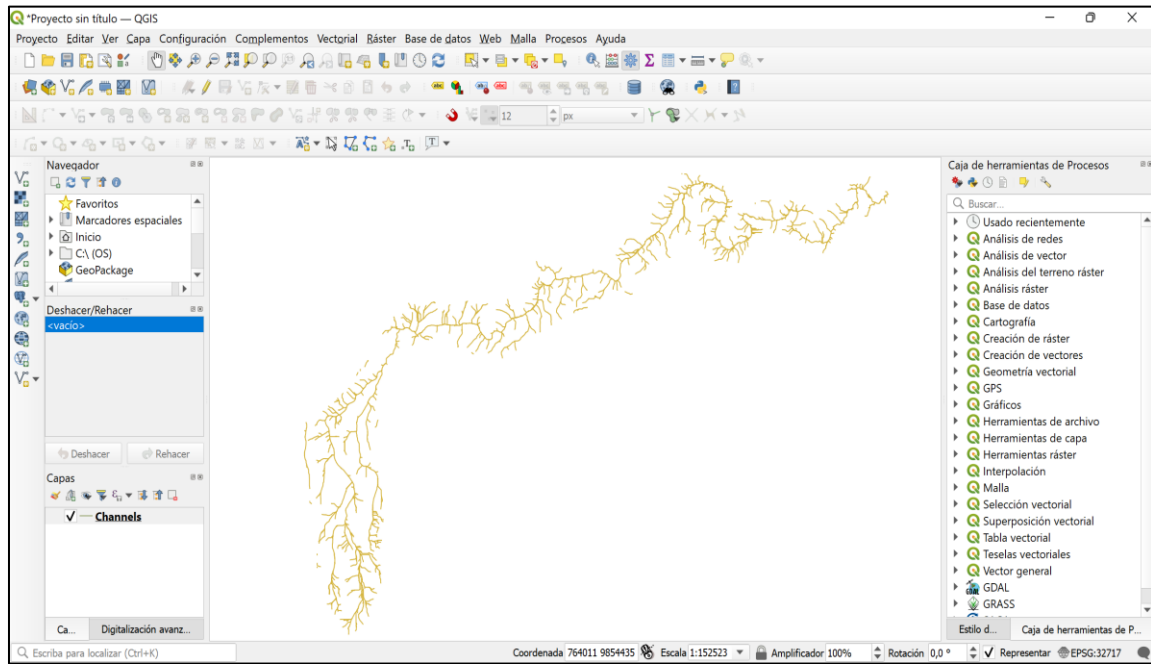 *Proyecto sin título — QGIS
Proyecto Editar Ver Capa Configuración Complementos Vectorial Ráster Base de datos Web Malla Procesos Ayuda
12 px
Navegador
Favoritos
Marcadores espaciales
Inicio
C:\ (OS)
GeoPackage
Deshacer/Rehacer
<vacío>
Deshacer Rehacer
Capas
Channels
Ca... Digitalización avanz...
Caja de herramientas de Procesos
Buscar...
Usado recientemente
Análisis de redes
Análisis de vector
Análisis del terreno ráster
Análisis ráster
Base de datos
Cartografía
Creación de ráster
Creación de vectores
Geometría vectorial
GPS
Gráficos
Herramientas de archivo
Herramientas de capa
Herramientas ráster
Interpolación
Malla
Selección vectorial
Superposición vectorial
Tabla vectorial
Teselas vectoriales
Vector general
GDAL
GRASS
Estilo d... Caja de herramientas de P...
Escriba para localizar (Ctrl+K) Coordenada 764011 9854435 Escala 1:152523 Amplificador 100% Rotación 0,0 ° Representar EPSG:32717